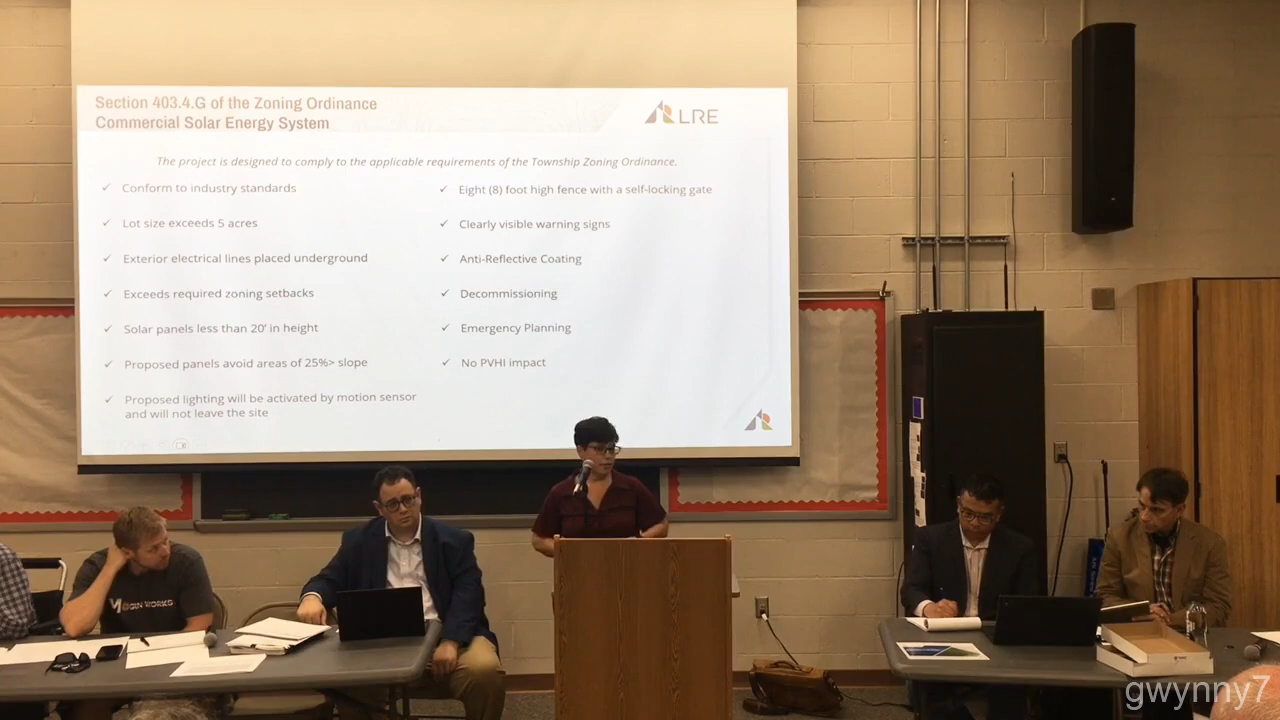 Section 403.4.G of the Zoning Ordinance
Commercial Solar Energy System
LRE
The project is designed to comply to the applicable requirements of the Township Zoning Ordinance.
✓ Conform to industry standards
✓ Lot size exceeds 5 acres
✓ Exterior electrical lines placed underground
✓ Exceeds required zoning setbacks
✓ Solar panels less than 20' in height
✓ Proposed panels avoid areas of 25%> slope
✓ Proposed lighting will be activated by motion sensor
and will not leave the site
✓ Eight (8) foot high fence with a self-locking gate
✓ Clearly visible warning signs
✓ Anti-Reflective Coating
✓ Decommissioning
✓ Emergency Planning
✓ No PVHI impact
WORKS
gwynny7